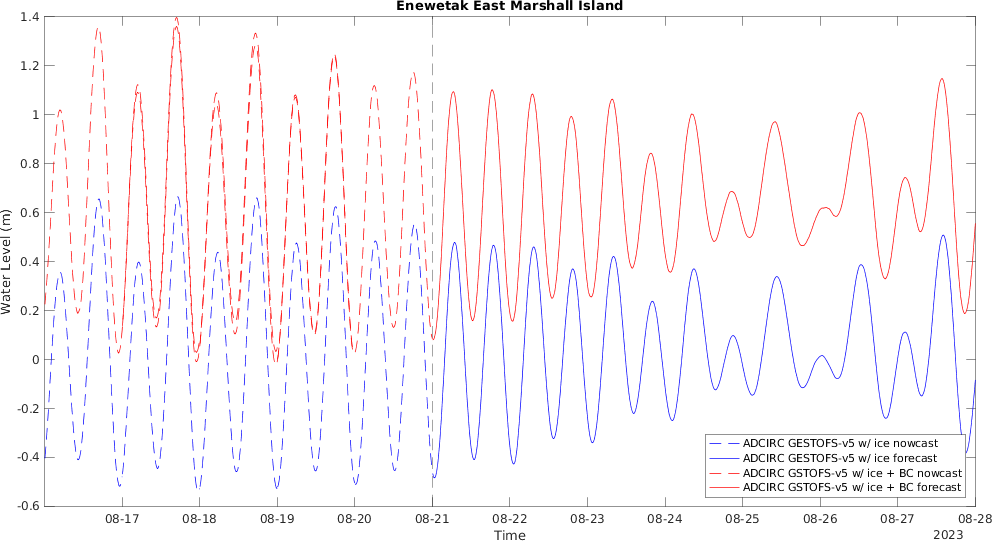 Enewetak East Marshall Island
1.4
1.2
1
0.8
0.6
0.4
0.2
0
-0.2
-0.4
-0.6
Water Level (m)
ADCIRC GESTOFS-v5 w/ ice nowcast
ADCIRC GESTOFS-v5 w/ ice forecast
ADCIRC GSTOFS-v5 w/ ice + BC nowcast
ADCIRC GSTOFS-v5 w/ ice + BC forecast
08-17 08-18 08-19 08-20 08-21 08-22 08-23 08-24 08-25 08-26 08-27 08-28
Time
2023